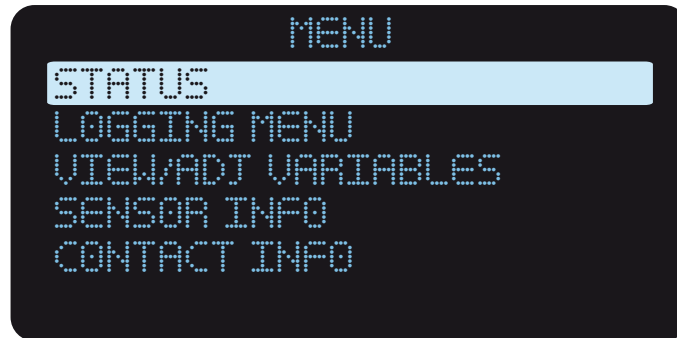 MENU
STATUS
LOGGING MENU
VIEW/ADJ VARIABLES
SENSOR INFO
CONTACT INFO